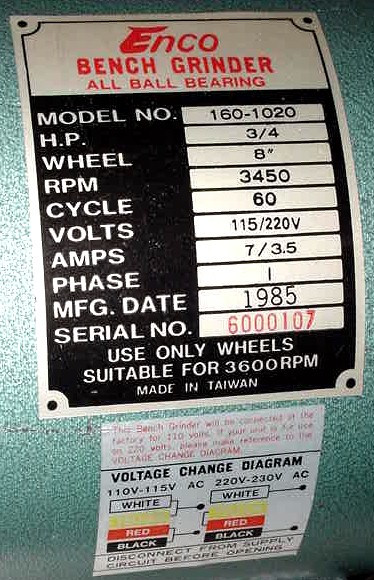 Enco
BENCH GRINDER
ALL BALL BEARING
MODEL NO. 160-1020
H.P. 3/4
WHEEL 8"
RPM 3450
CYCLE 60
VOLTS 115/220V
AMPS 7/3.5
PHASE 1
MFG. DATE 1985
SERIAL NO. 6000107
USE ONLY WHEELS
SUITABLE FOR 3600RPM
MADE IN TAIWAN
This Bench Grinder will be connected at the
factory for 110 volts, if your unit is for use
on 220 volts, please make reference to the
VOLTAGE CHANGE DIAGRAM.
VOLTAGE CHANGE DIAGRAM
110V-115V AC 220V-230V AC
WHITE WHITE
YELLOW YELLOW
RED RED
BLACK BLACK
DISCONNECT FROM SUPPLY
CIRCUIT BEFORE OPENING